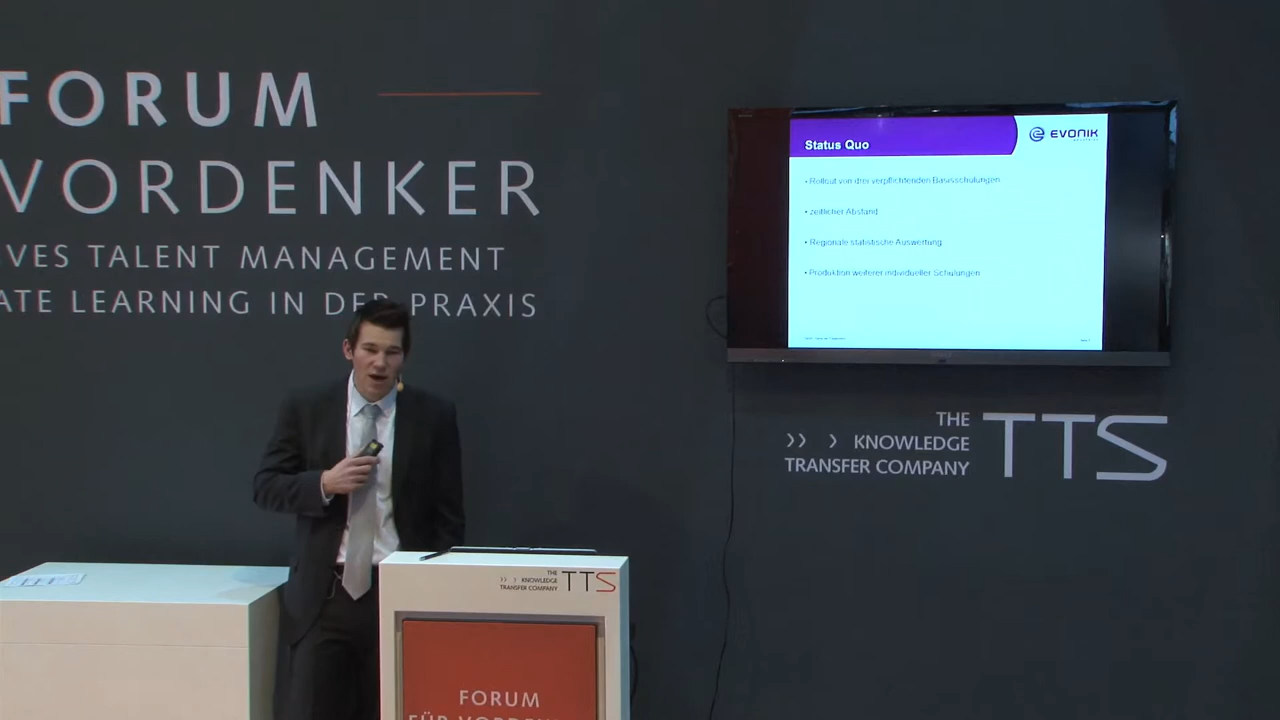 FORUM
VORDENKER
VES TALENT MANAGEMENT
ATE LEARNING IN DER PRAXIS
Status Quo
EVONIK
• Rollout von drei verpflichtenden Basisschulungen
• zeitlicher Abstand
• Regionale statistische Auswertung
• Produktion weiterer individueller Schulungen
THE
KNOWLEDGE
TRANSFER COMPANY
TTS
THE
KNOWLEDGE
TRANSFER COMPANY
TTS
FORUM
FÜR VORDENK